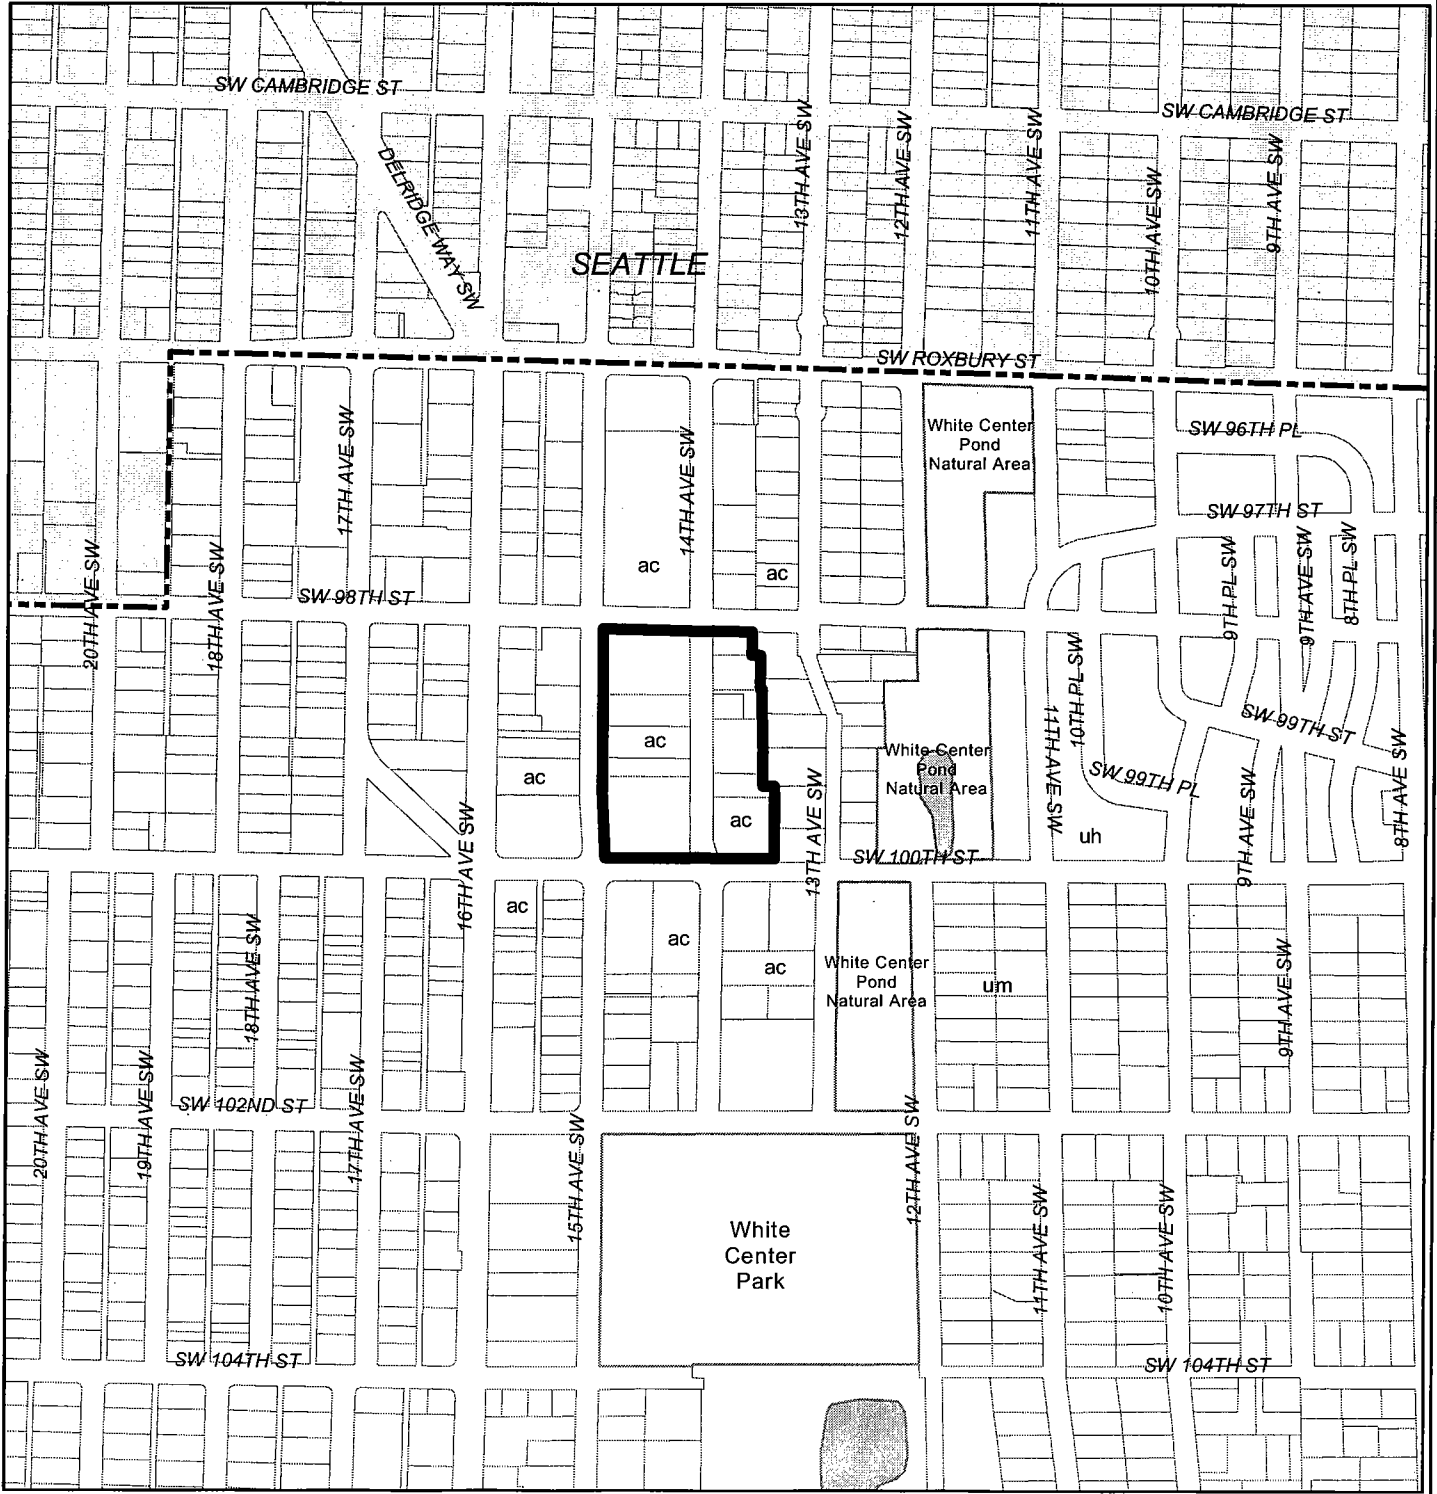 SW CAMBRIDGE ST
SW CAMBRIDGE ST
DELRIDGE WAY SW
13TH AVE SW
12TH AVE SW
11TH AVE SW
10TH AVE SW
9TH AVE SW
SEATTLE
SW ROXBURY ST
17TH AVE SW
14TH AVE SW
White Center
Pond
Natural Area
SW 96TH PL
SW 97TH ST
20TH AVE SW
18TH AVE SW
ac
ac
9TH PL SW
9TH AVE SW
8TH PL SW
SW 98TH ST
10TH PL SW
11TH AVE SW
SW 99TH ST
ac
ac
White Center
Pond
Natural Area
SW 99TH PL
8TH AVE SW
16TH AVE SW
13TH AVE SW
ac
uh
9TH AVE SW
SW 100TH ST
ac
18TH AVE SW
ac
ac
White Center
Pond
Natural Area
um
9TH AVE SW
20TH AVE SW
19TH AVE SW
17TH AVE SW
SW 102ND ST
15TH AVE SW
12TH AVE SW
White
Center
Park
11TH AVE SW
10TH AVE SW
SW 104TH ST
SW 104TH ST